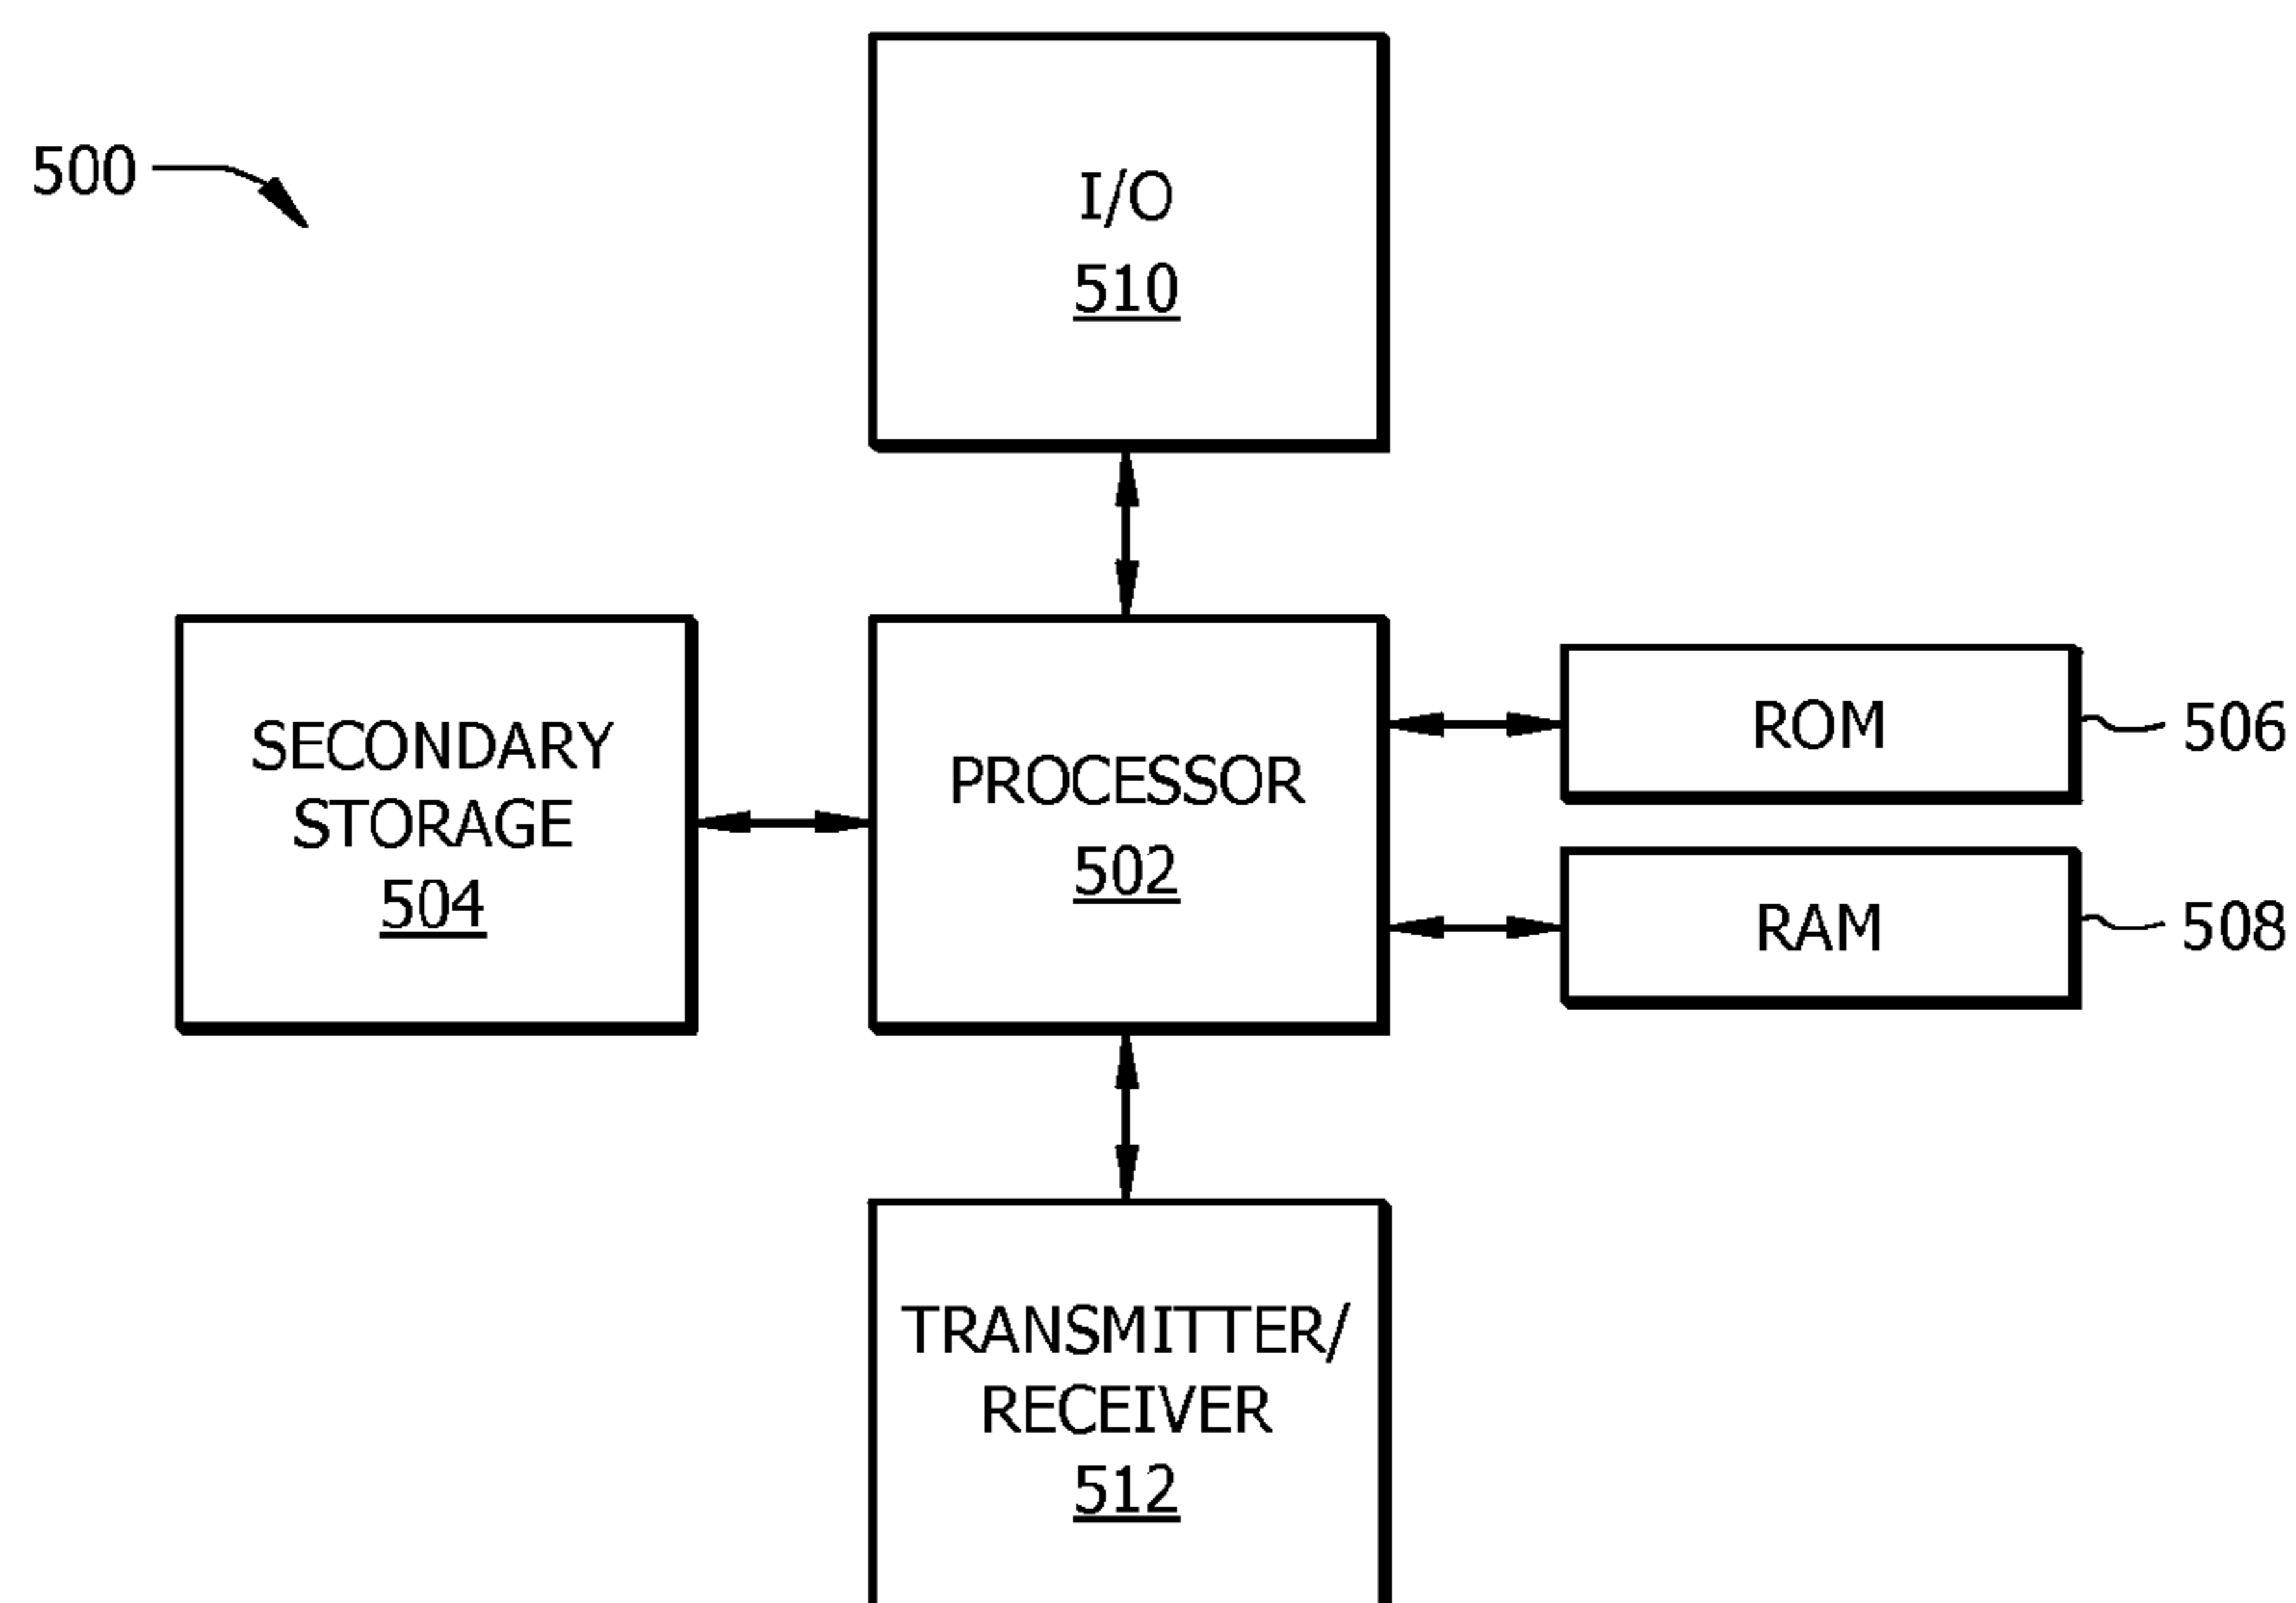 500
I/O
510
SECONDARY
STORAGE
504
PROCESSOR
502
ROM
506
RAM
508
TRANSMITTER/
RECEIVER
512